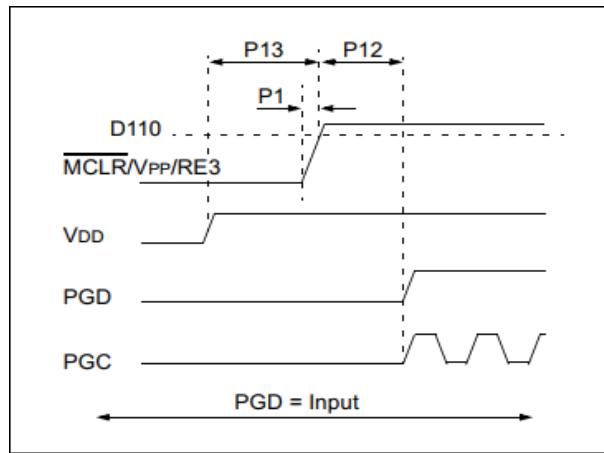 P13 P12
P1
D110
MCLR/VPP/RE3
VDD
PGD
PGC
PGD = Input